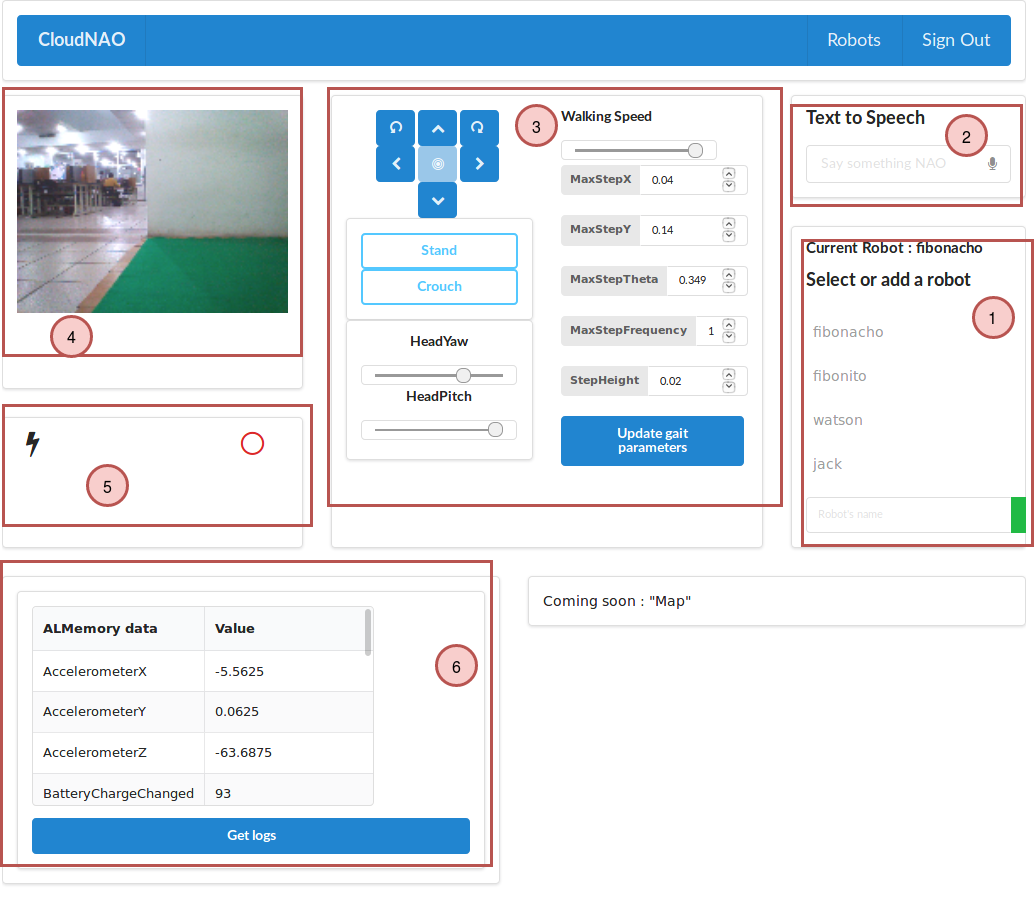 CloudNAO
Robots
Sign Out
4
5
3
Walking Speed
MaxStepX 0.04
MaxStepY 0.14
MaxStepTheta 0.349
MaxStepFrequency 1
StepHeight 0.02
Update gait
parameters
Stand
Crouch
HeadYaw
HeadPitch
Text to Speech
2
Say something NAO
Current Robot : fibonacho
Select or add a robot
1
fibonacho
fibonito
watson
jack
Robot's name
ALMemory data Value
AccelerometerX -5.5625
AccelerometerY 0.0625
AccelerometerZ -63.6875
BatteryChargeChanged 93
6
Get logs
Coming soon : "Map"